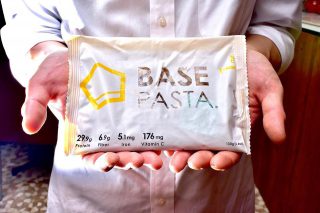 BASE
PASTA.
29.9g 6.9g 5.1mg 176mg
Protein Fiber Iron Vitamin C